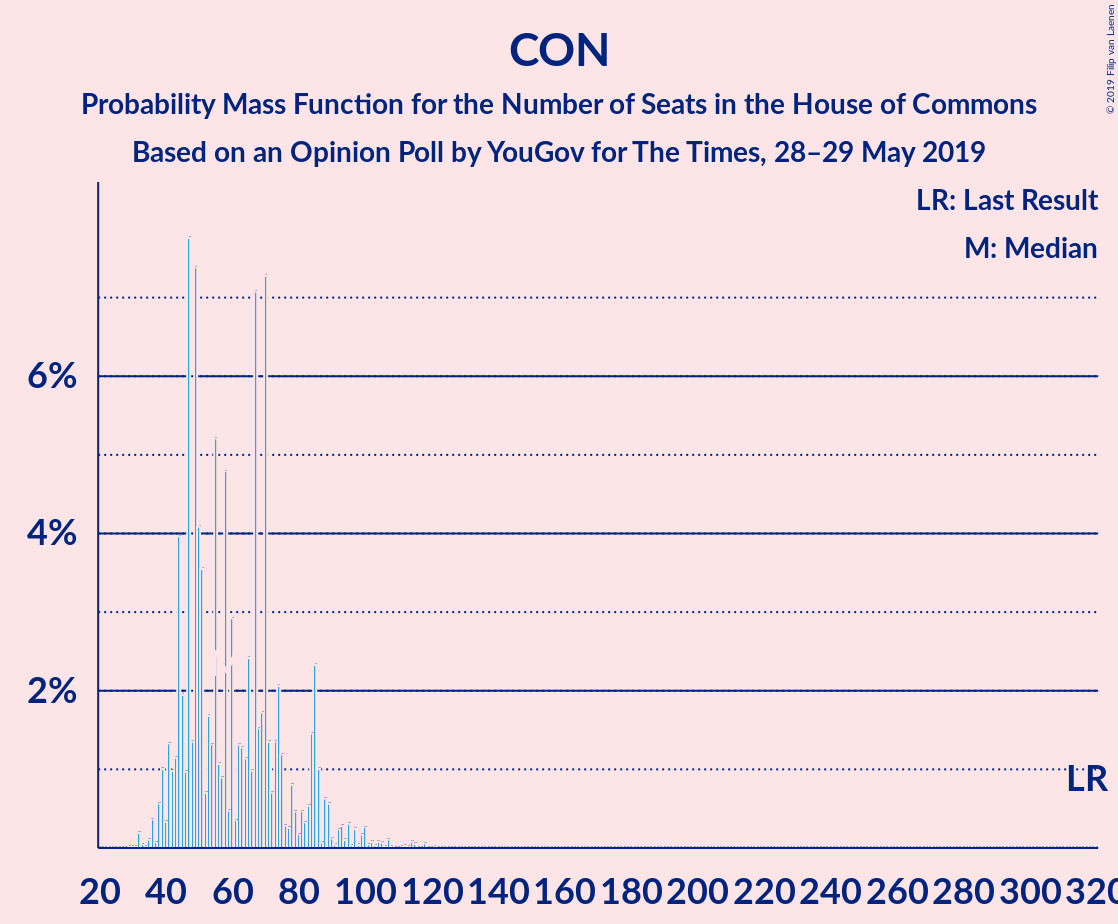 CON
Probability Mass Function for the Number of Seats in the House of Commons
Based on an Opinion Poll by YouGov for The Times, 28–29 May 2019
© 2019 Filip van Laenen
LR: Last Result
M: Median
6%
4%
2%
LR
20 40 60 80 100 120 140 160 180 200 220 240 260 280 300 320